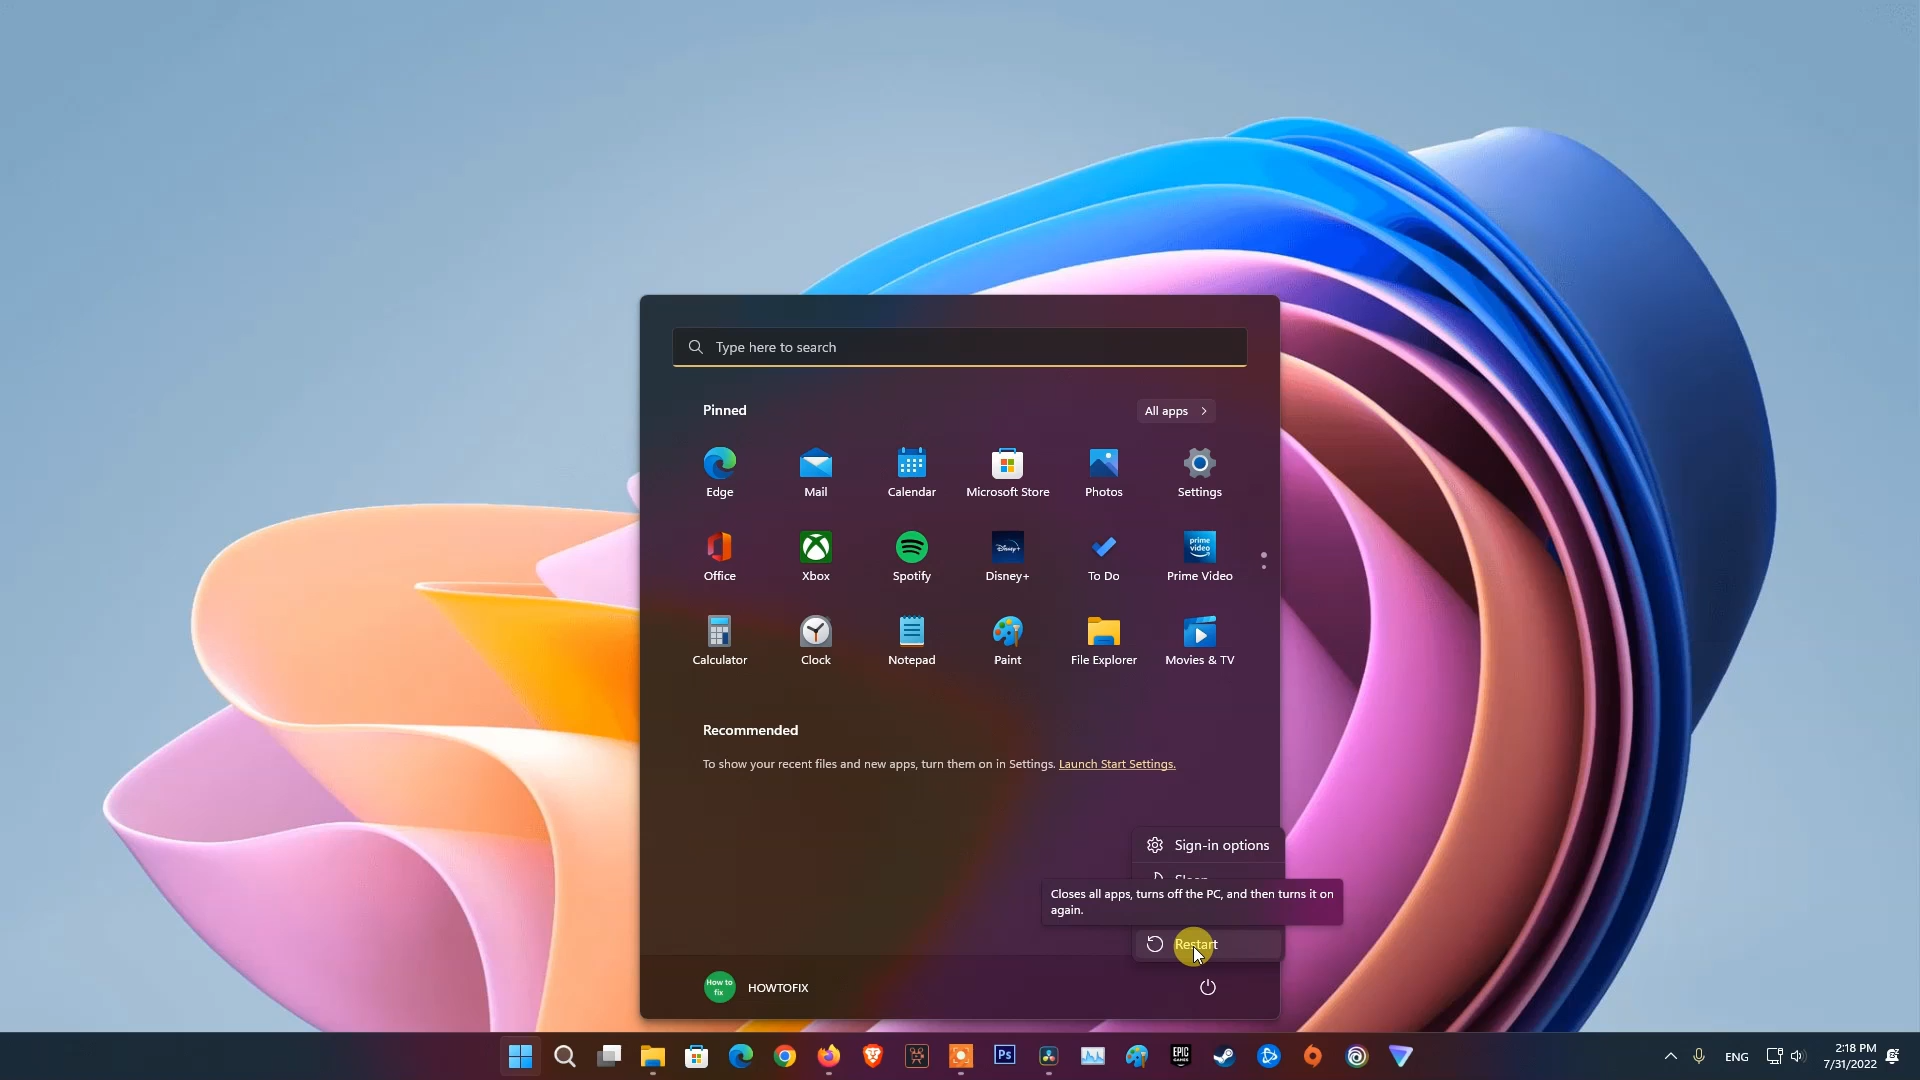 Type here to search
Pinned
All apps
Edge
Mail
Calendar
Microsoft Store
Photos
Settings
Office
Xbox
Spotify
Disney+
To Do
Prime Video
Calculator
Clock
Notepad
Paint
File Explorer
Movies & TV
Recommended
To show your recent files and new apps, turn them on in Settings. Launch Start Settings.
Sign-in options
Closes all apps, turns off the PC, and then turns it on
again.
Restart
How to
fix
HOWTOFIX
Ps
EPIC
ENG
2:18 PM
7/31/2022